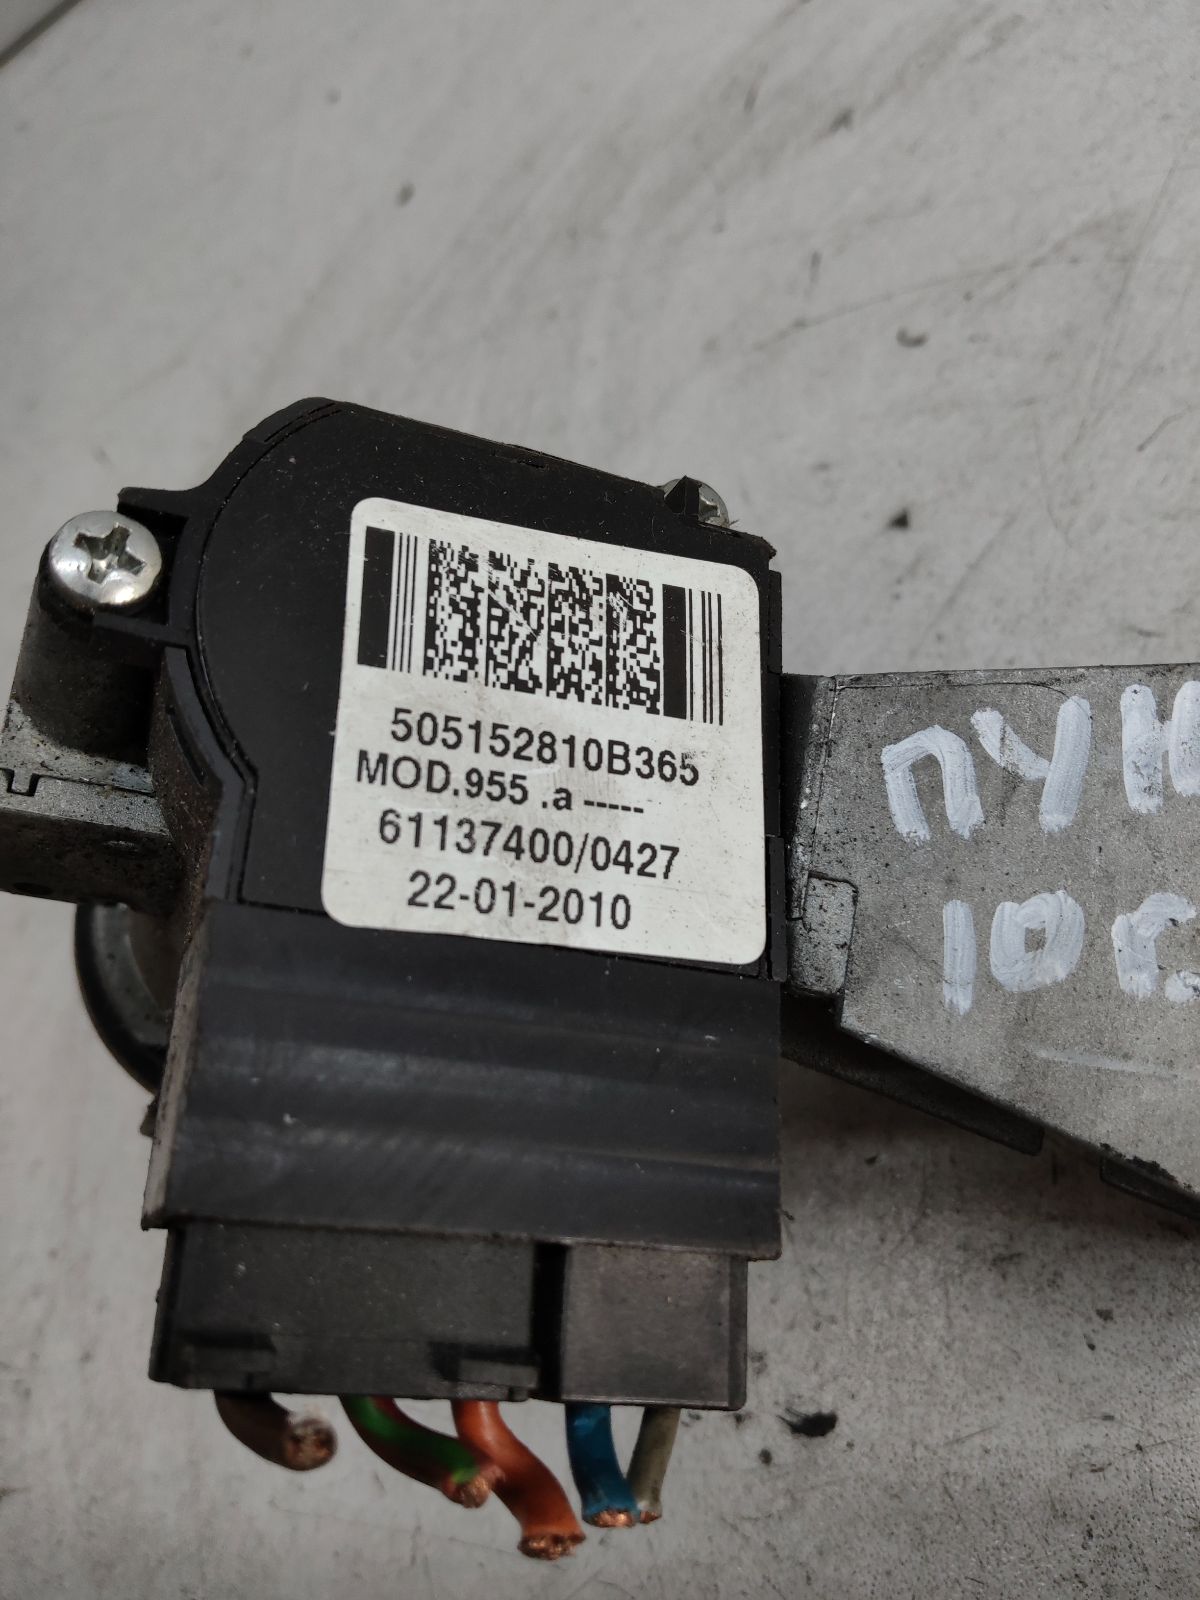 505152810B365
MOD.955 .a -----
61137400/0427
22-01-2010